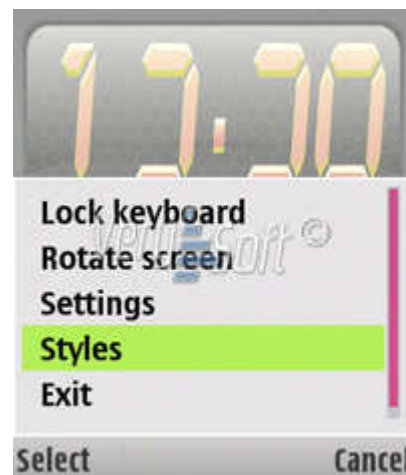 Lock keyboard
Rotate screen
Settings
Styles
Exit
Select Cancel